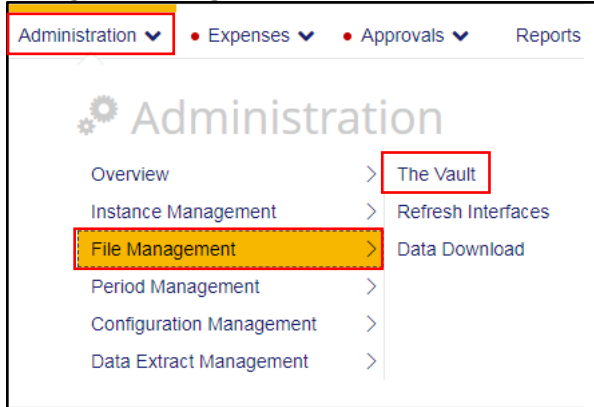 Administration • Expenses • Approvals Reports
Administration
Overview
Instance Management
File Management
Period Management
Configuration Management
Data Extract Management
The Vault
Refresh Interfaces
Data Download